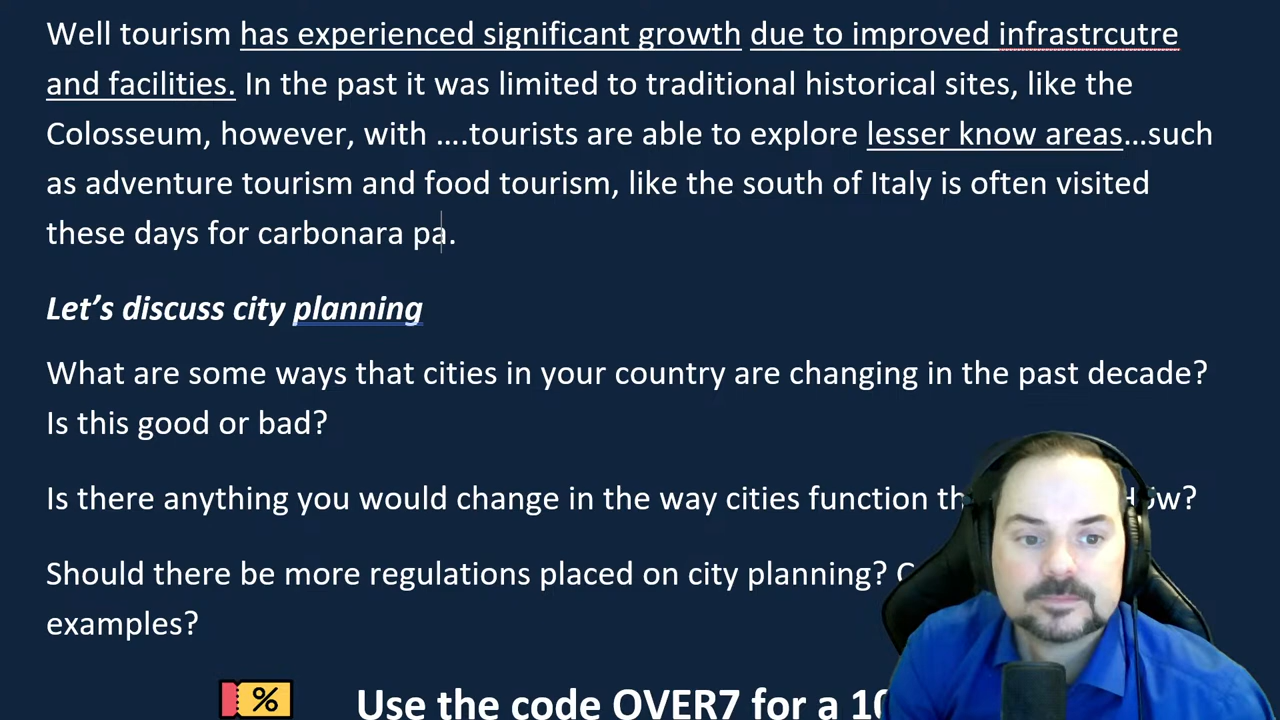 Well tourism has experienced significant growth due to improved infrastrcutre
and facilities. In the past it was limited to traditional historical sites, like the
Colosseum, however, with ....tourists are able to explore lesser know areas...such
as adventure tourism and food tourism, like the south of Italy is often visited
these days for carbonara pa.
Let's discuss city planning
What are some ways that cities in your country are changing in the past decade?
Is this good or bad?
Is there anything you would change in the way cities function
Should there be more regulations placed on city planning?
examples?
% Use the code OVER7 for a